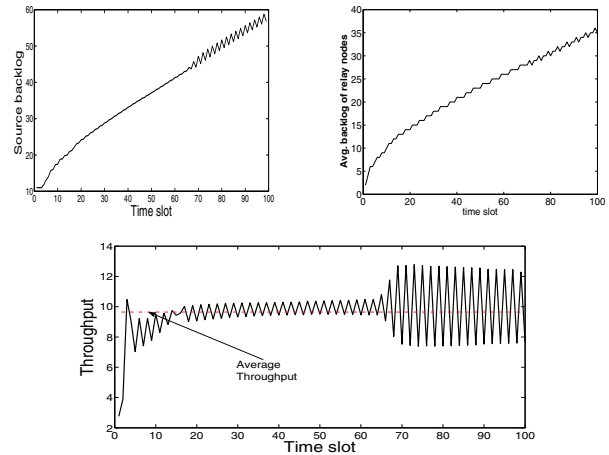 60
50
40
30
20
10
0 10 20 30 40 50 60 70 80 90 100
Source backlog
Time slot
40
35
30
25
20
15
10
5
0
0 20 40 60 80 100
Avg. backlog of relay nodes
time slot
14
12
10
8
6
4
2
0 10 20 30 40 50 60 70 80 90 100
Throughput
Average
Throughput
Time slot